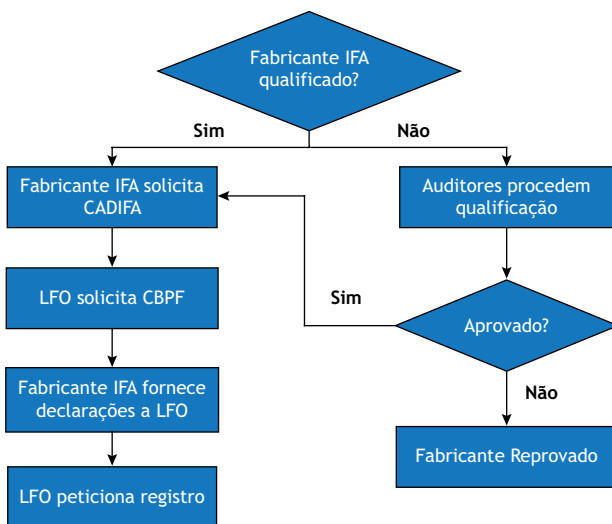 Fabricante IFA
qualificado?
Sim
Não
Fabricante IFA solicita
CADIFA
Auditores procedem
qualificação
LFO solicita CBPF
Sim
Aprovado?
Fabricante IFA fornece
declarações a LFO
Não
Fabricante Reprovado
LFO peticiona registro